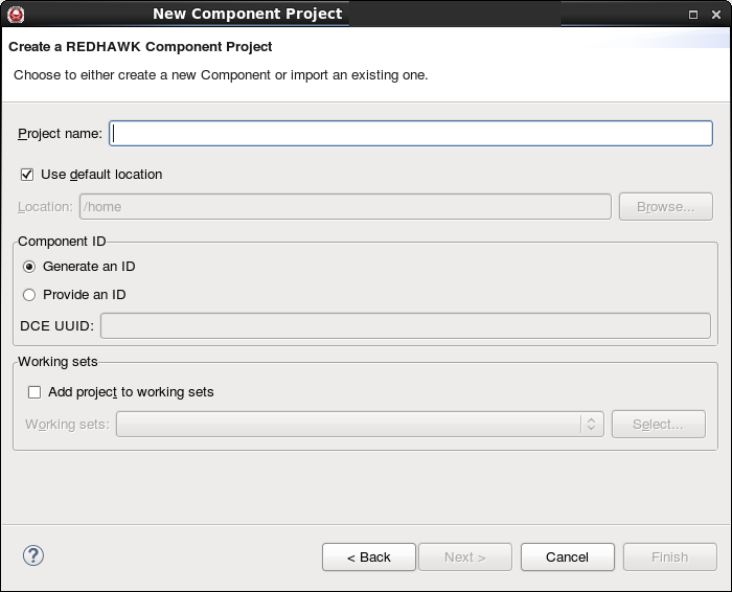 New Component Project
Create a REDHAWK Component Project
Choose to either create a new Component or import an existing one.
Project name:
Use default location
Location: /home Browse...
Component ID
Generate an ID
Provide an ID
DCE UUID:
Working sets
Add project to working sets
Working sets: Select...
? < Back Next > Cancel Finish